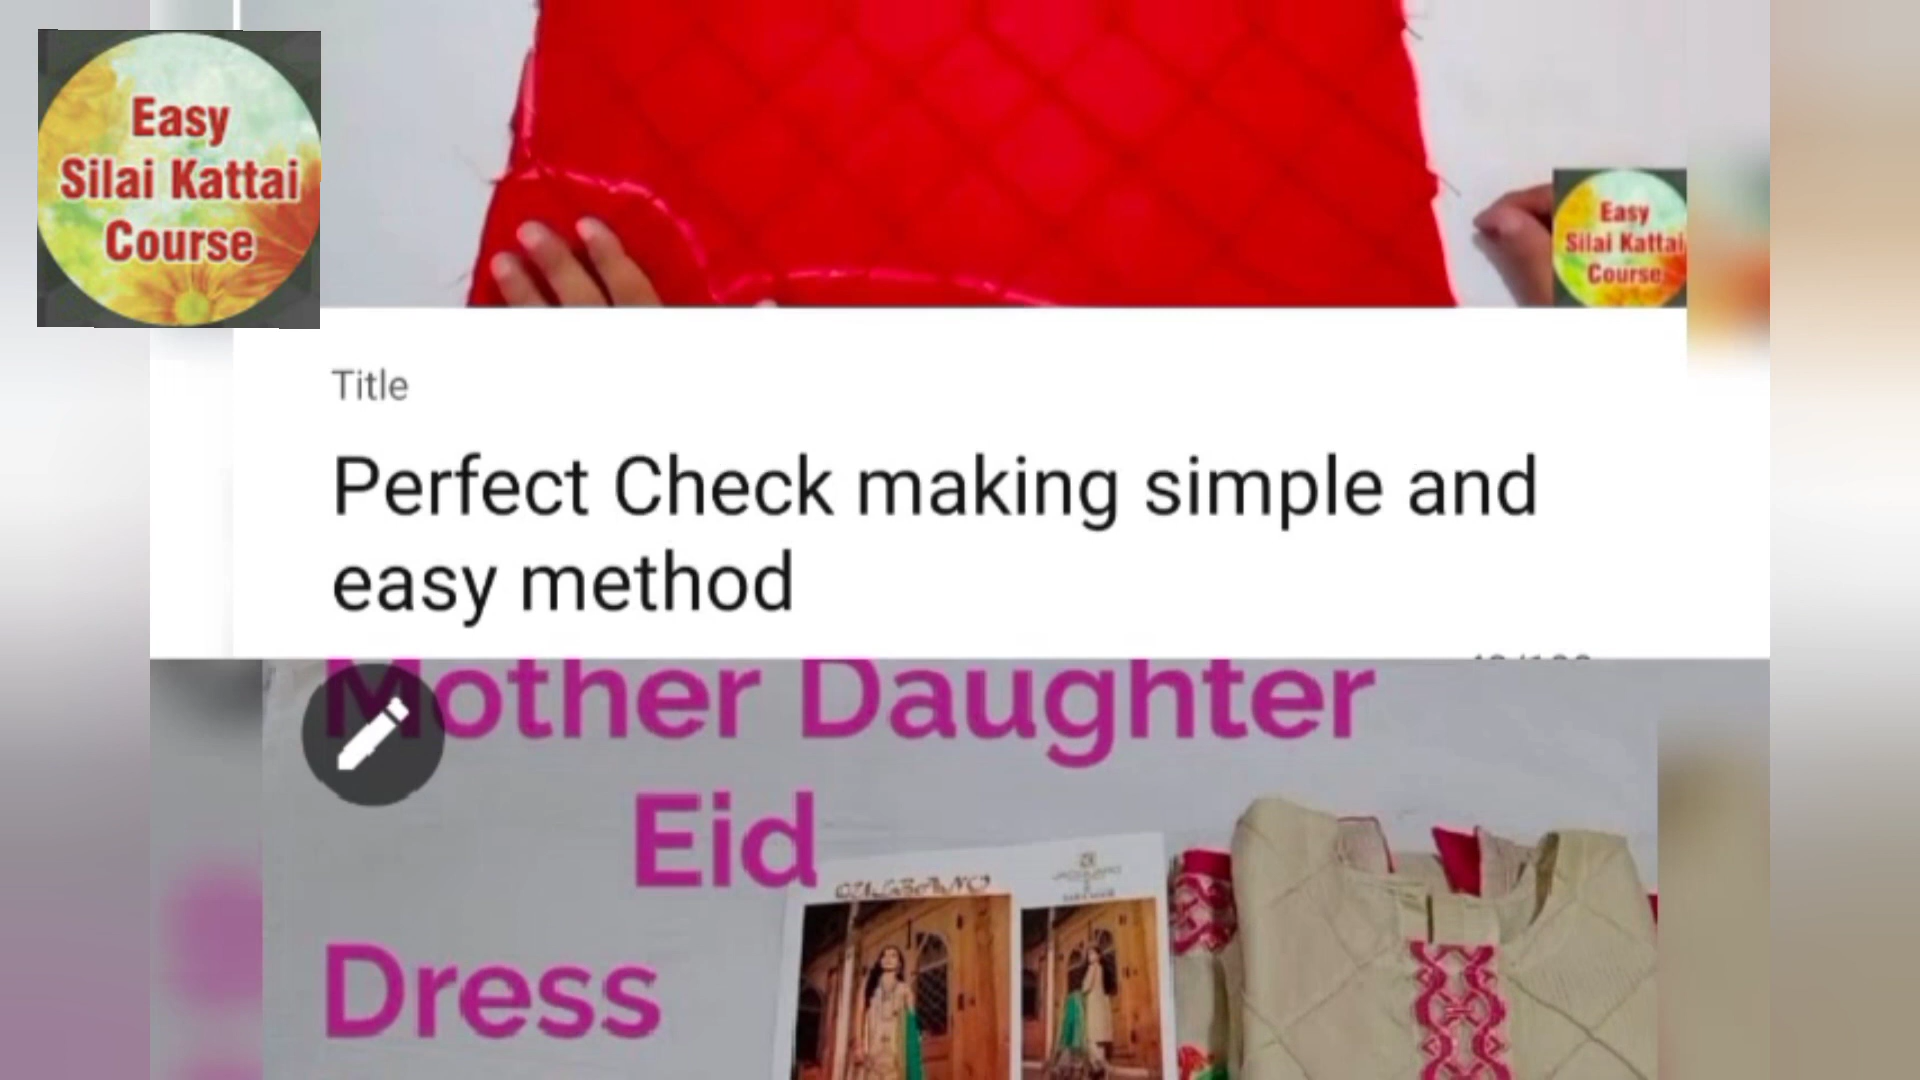 Easy
Silai Kattai
Course
Easy
Silai Kattai
Course
Title
Perfect Check making simple and
easy method
Mother Daughter
Eid
Dress